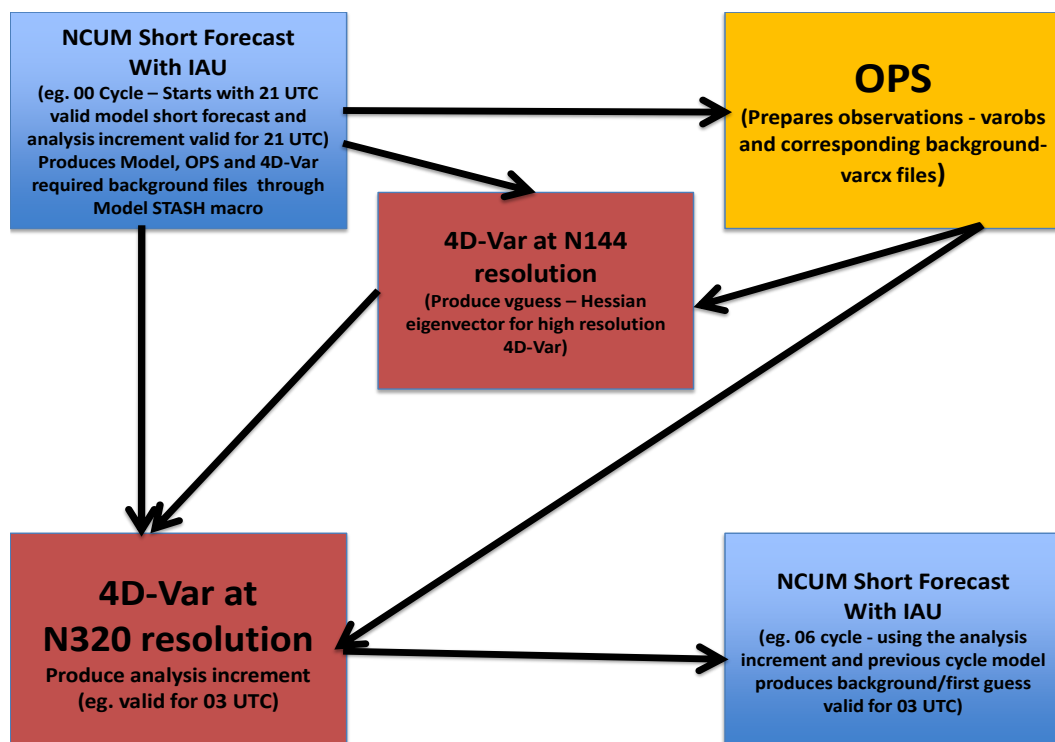 NCUM Short Forecast
With IAU
(eg. 00 Cycle – Starts with 21 UTC
valid model short forecast and
analysis increment valid for 21 UTC)
Produces Model, OPS and 4D-Var
required background files through
Model STASH macro
OPS
(Prepares observations - varobs
and corresponding background-
varcx files)
4D-Var at N144
resolution
(Produce vguess – Hessian
eigenvector for high resolution
4D-Var)
4D-Var at
N320 resolution
Produce analysis increment
(eg. valid for 03 UTC)
NCUM Short Forecast
With IAU
(eg. 06 cycle - using the analysis
increment and previous cycle model
produces background/first guess
valid for 03 UTC)